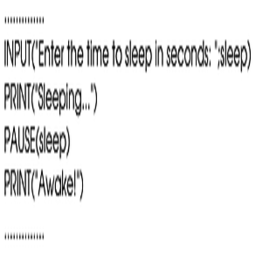 ..............
INPUT("Enter the time to sleep in seconds: ";sleep)
PRINT("Sleeping...")
PAUSE(sleep)
PRINT("Awake!")
..............